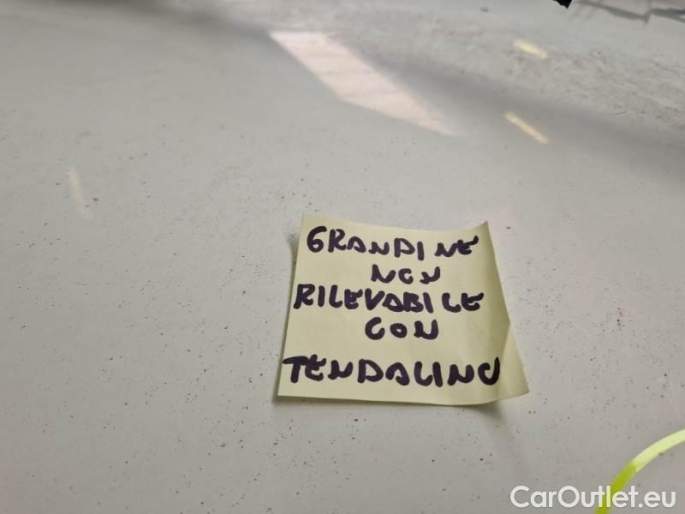 GRANDINE
NON
RILEVABILE
CON
TENDALINO
CarOutlet.eu